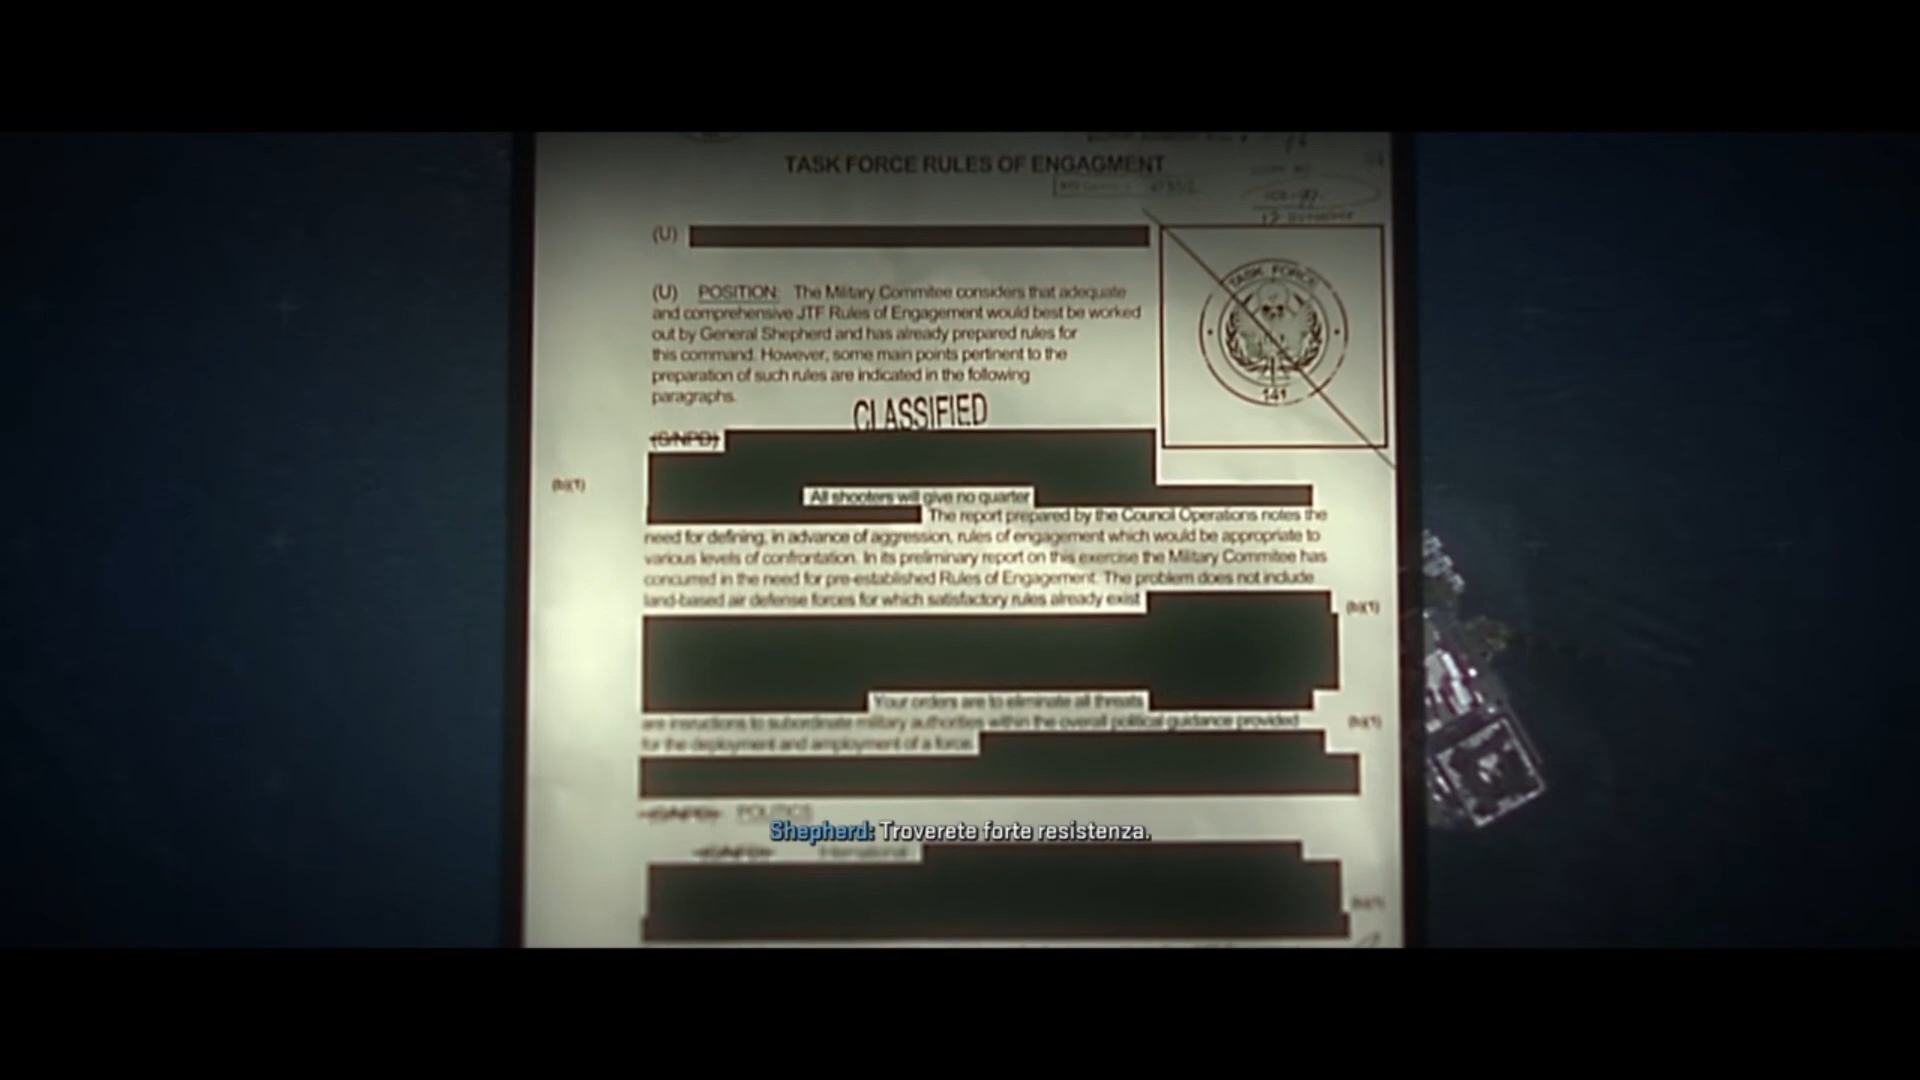 TASK FORCE RULES OF ENGAGMENT
(U)
(U) POSITION: The Military Commitee considers that adequate
and comprehensive JTF Rules of Engagement would best be worked
out by General Shepherd and has already prepared rules for
this command. However, some main points pertinent to the
preparation of such rules are indicated in the following
paragraphs.
TASK FORCE
141
CLASSIFIED
(S/NPD)
(b)(1)
All shooters will give no quarter
The report prepared by the Council Operations notes the
need for defining, in advance of aggression, rules of engagement which would be appropriate to
various levels of confrontation. In its preliminary report on this exercise the Military Commitee has
concurred in the need for pre-established Rules of Engagement. The problem does not include
land-based air defense forces for which satisfactory rules already exist
(b)(1)
Your orders are to eliminate all threats
are insructions to subordinate military authorities within the overall political guidance provided
(b)(1)
for the deployment and amployment of a force.
POLITICS
Shepherd: Troverete forte resistenza.
International
(b)(1)